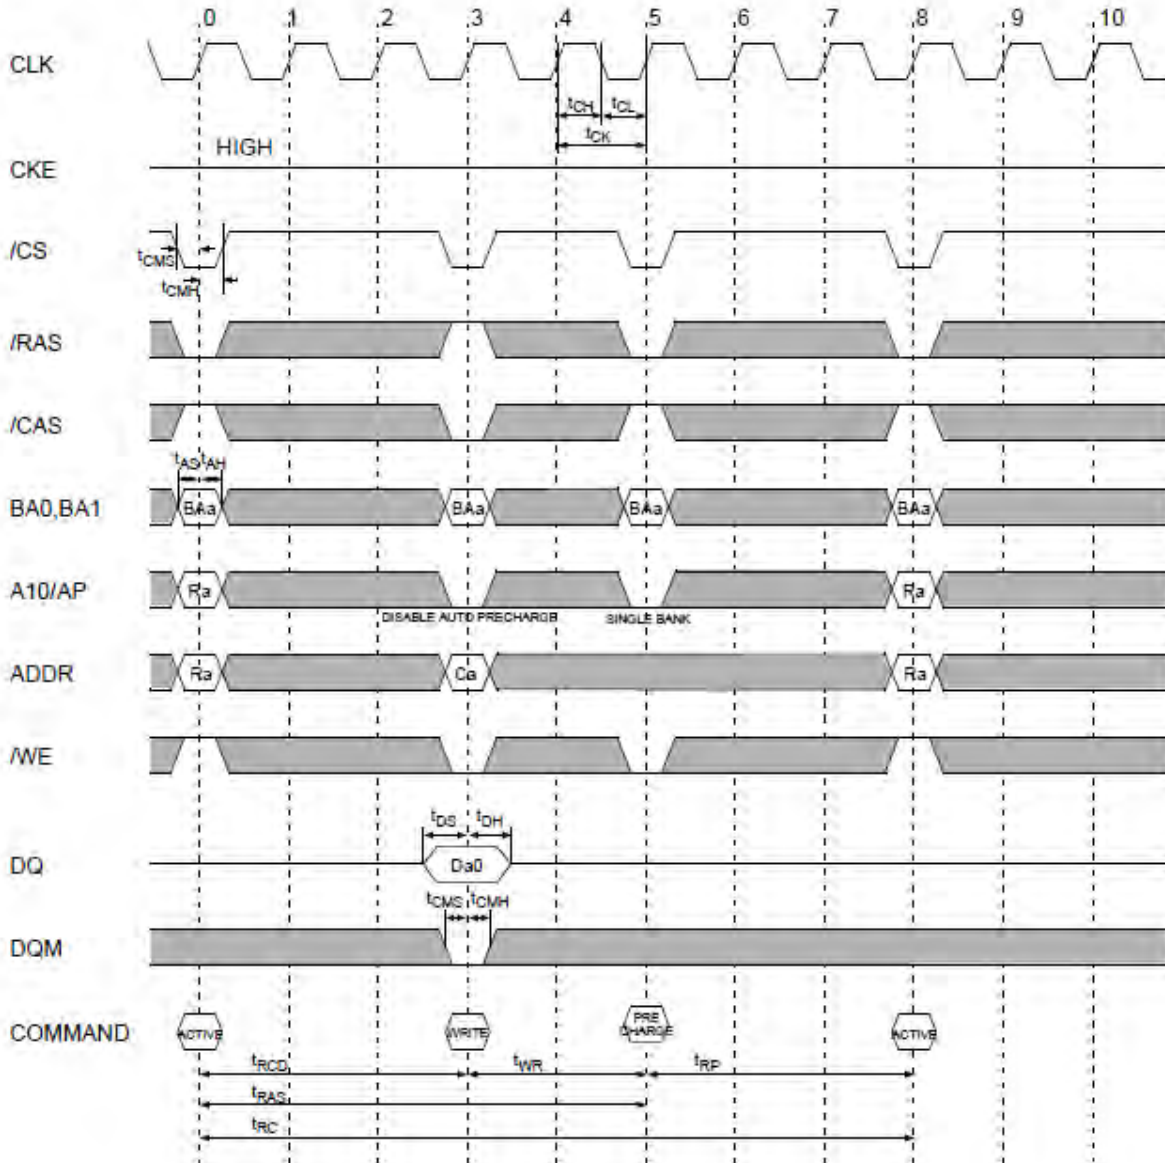 0 1 2 3 4 5 6 7 8 9 10
CLK
tCH tCL
tCK
HIGH
CKE
/CS
tCMS
tCMH
/RAS
/CAS
tAS tAH
BA0,BA1 BAa BAa BAa BAa
A10/AP Ra Ra
DISABLE AUTO PRECHARGE SINGLE BANK
ADDR Ra Ca Ra
/WE
tDS tDH
DQ Da0
tCMS tCMH
DQM
COMMAND ACTIVE WRITE PRE CHARGE ACTIVE
tRCD tWR tRP
tRAS
tRC